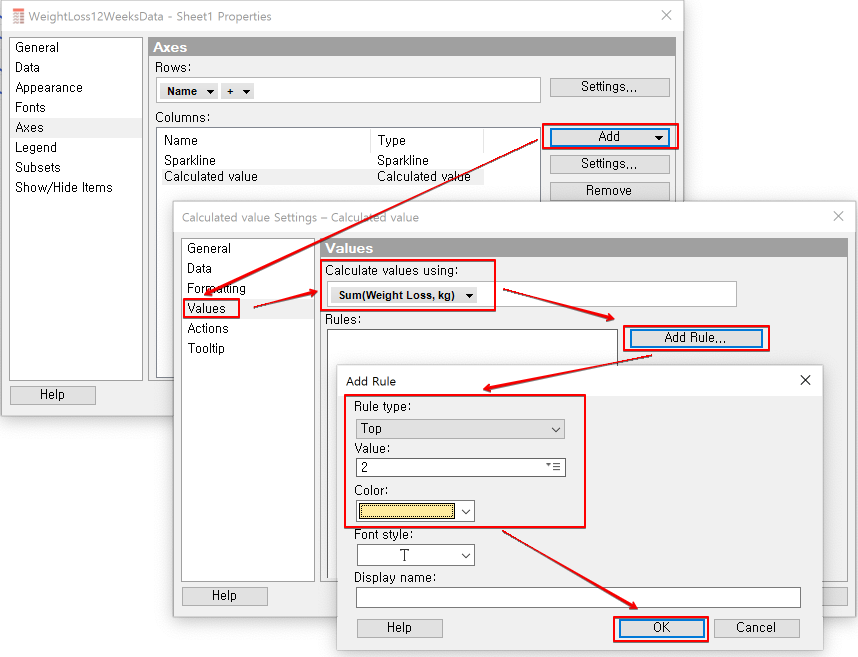 WeightLoss12WeeksData - Sheet1 Properties
General
Data
Appearance
Fonts
Axes
Legend
Subsets
Show/Hide Items
Help
Axes
Rows:
Name +
Settings...
Columns:
Name Type
Sparkline Sparkline
Calculated value Calculated value
Add
Settings...
Remove
Calculated value Settings – Calculated value
General
Data
Formatting
Values
Actions
Tooltip
Help
Values
Calculate values using:
Sum(Weight Loss, kg)
Rules:
Add Rule...
Add Rule
Rule type:
Top
Value:
2
Color:
Font style:
T
Display name:
Help
OK
Cancel